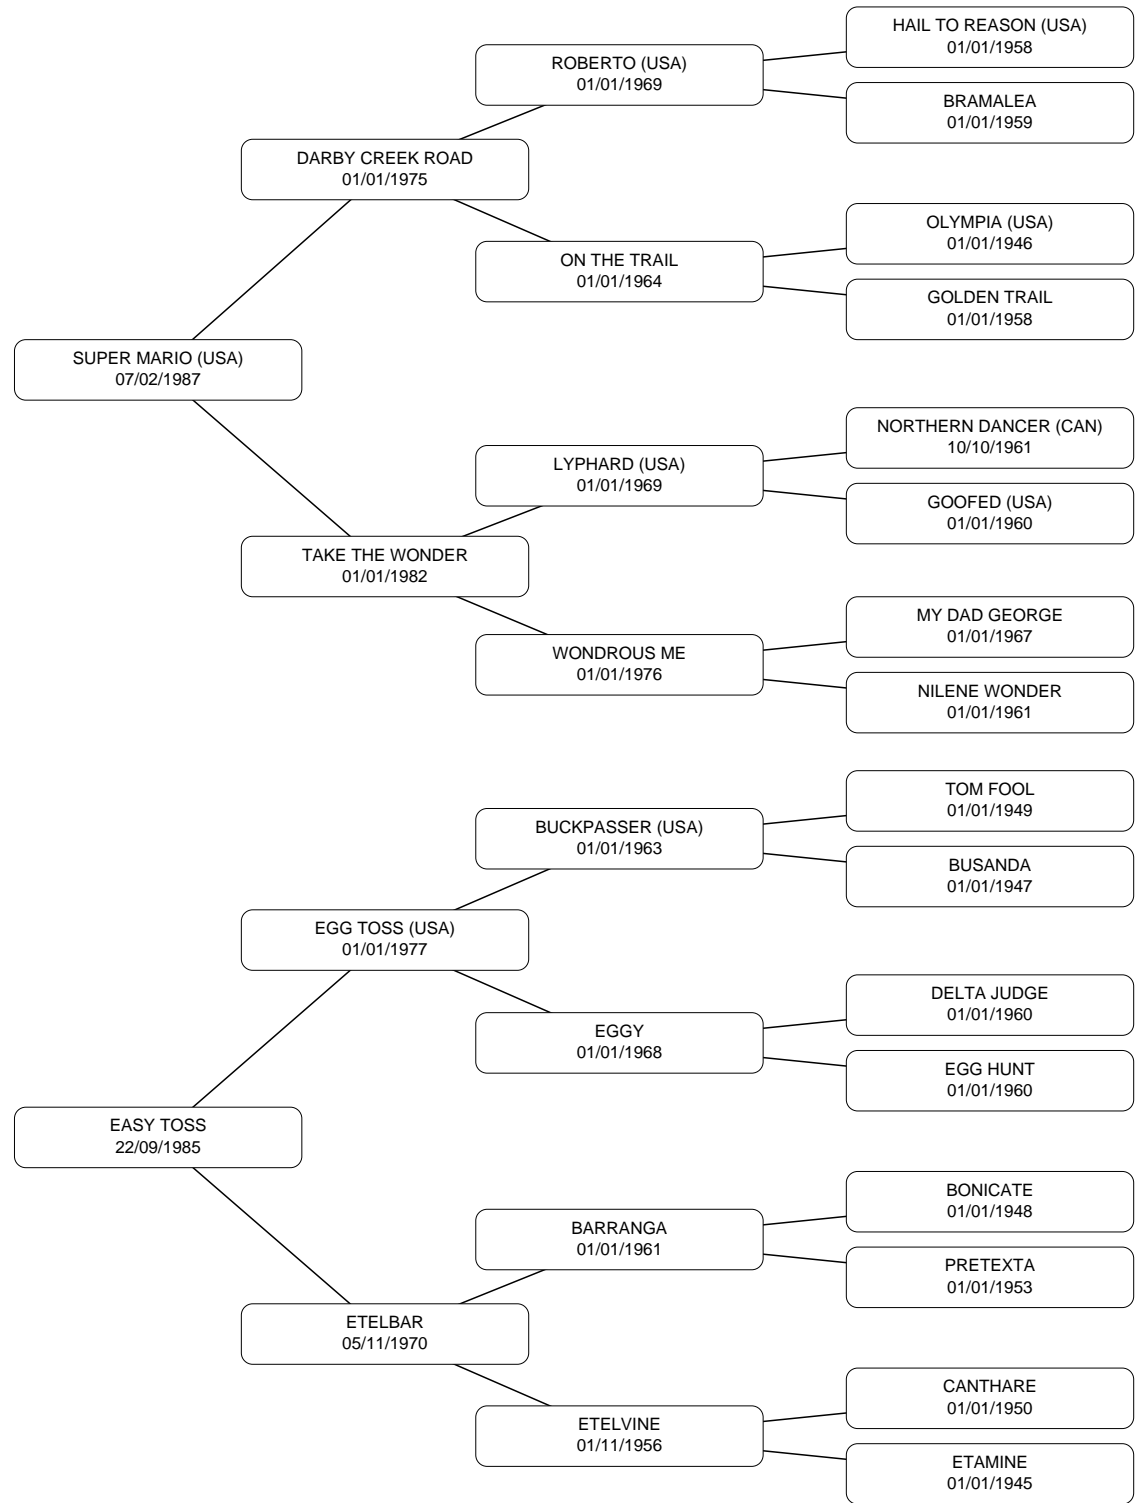 HAIL TO REASON (USA)
01/01/1958
ROBERTO (USA)
01/01/1969
BRAMALEA
01/01/1959
DARBY CREEK ROAD
01/01/1975
OLYMPIA (USA)
01/01/1946
ON THE TRAIL
01/01/1964
GOLDEN TRAIL
01/01/1958
SUPER MARIO (USA)
07/02/1987
NORTHERN DANCER (CAN)
10/10/1961
LYPHARD (USA)
01/01/1969
GOOFED (USA)
01/01/1960
TAKE THE WONDER
01/01/1982
MY DAD GEORGE
01/01/1967
WONDROUS ME
01/01/1976
NILENE WONDER
01/01/1961
TOM FOOL
01/01/1949
BUCKPASSER (USA)
01/01/1963
BUSANDA
01/01/1947
EGG TOSS (USA)
01/01/1977
DELTA JUDGE
01/01/1960
EGGY
01/01/1968
EGG HUNT
01/01/1960
EASY TOSS
22/09/1985
BONICATE
01/01/1948
BARRANGA
01/01/1961
PRETEXTA
01/01/1953
ETELBAR
05/11/1970
CANTHARE
01/01/1950
ETELVINE
01/11/1956
ETAMINE
01/01/1945